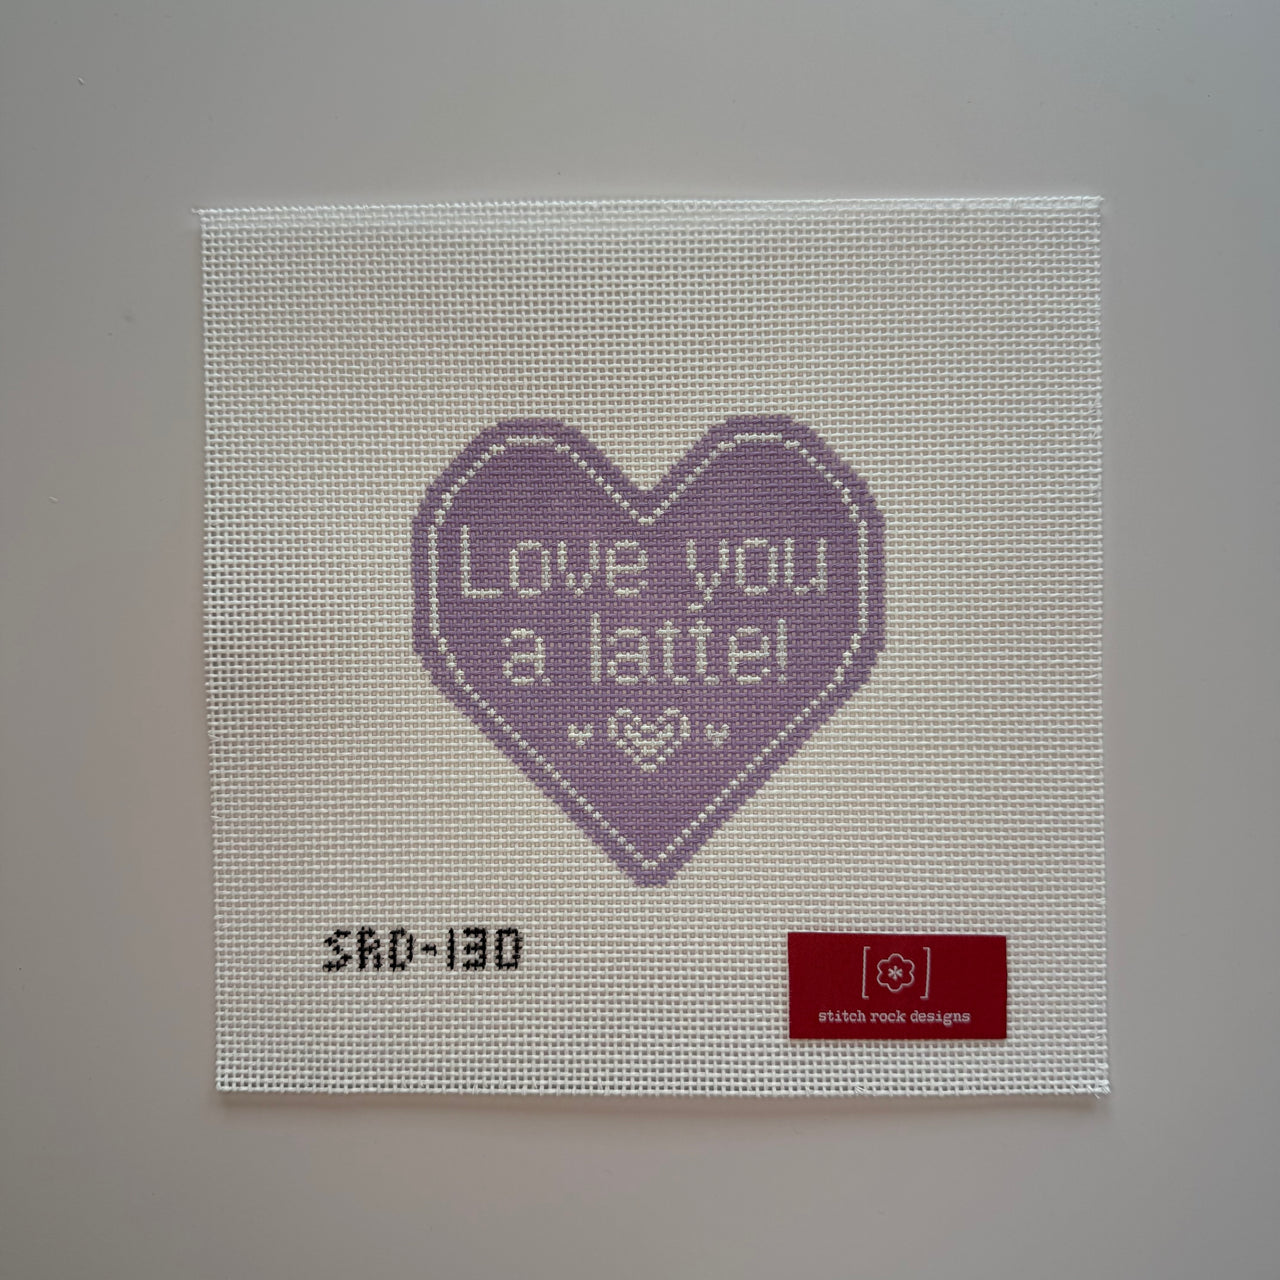 Love you
a latte!
SRD-130
[*]
stitch rock designs